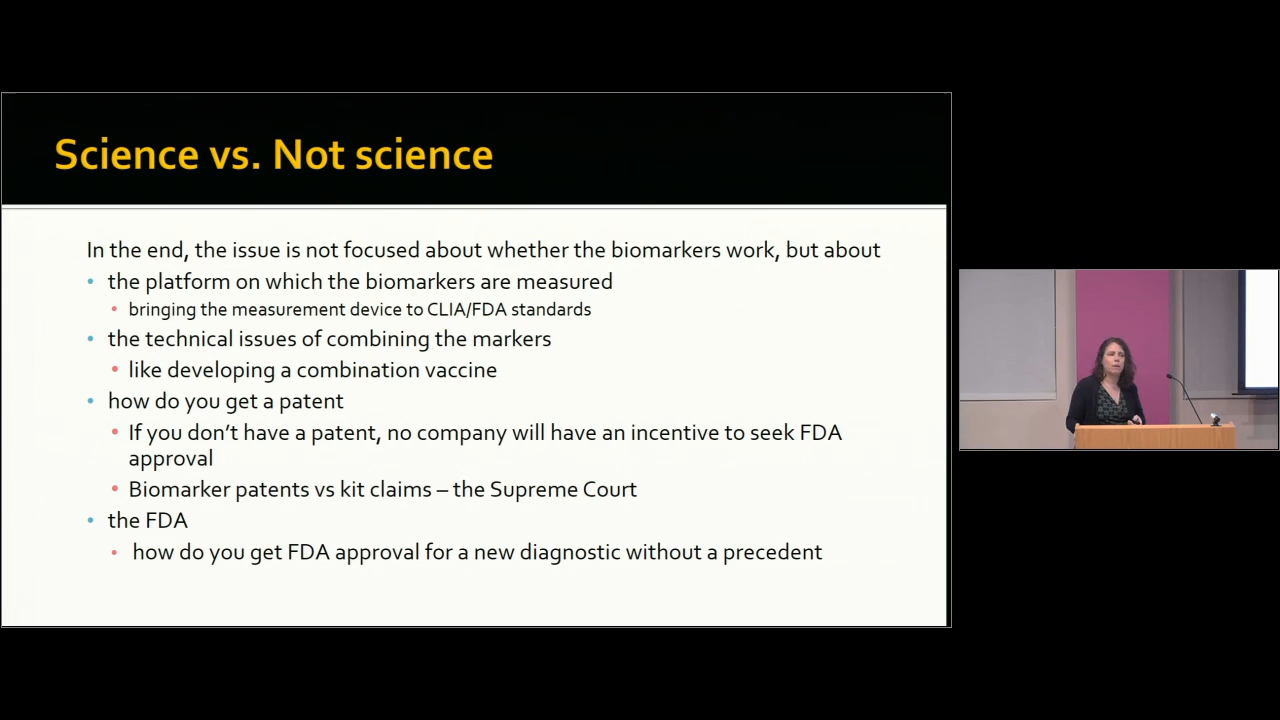 Science vs. Not science
In the end, the issue is not focused about whether the biomarkers work, but about
• the platform on which the biomarkers are measured
• bringing the measurement device to CLIA/FDA standards
• the technical issues of combining the markers
• like developing a combination vaccine
• how do you get a patent
• If you don’t have a patent, no company will have an incentive to seek FDA
approval
• Biomarker patents vs kit claims – the Supreme Court
• the FDA
• how do you get FDA approval for a new diagnostic without a precedent